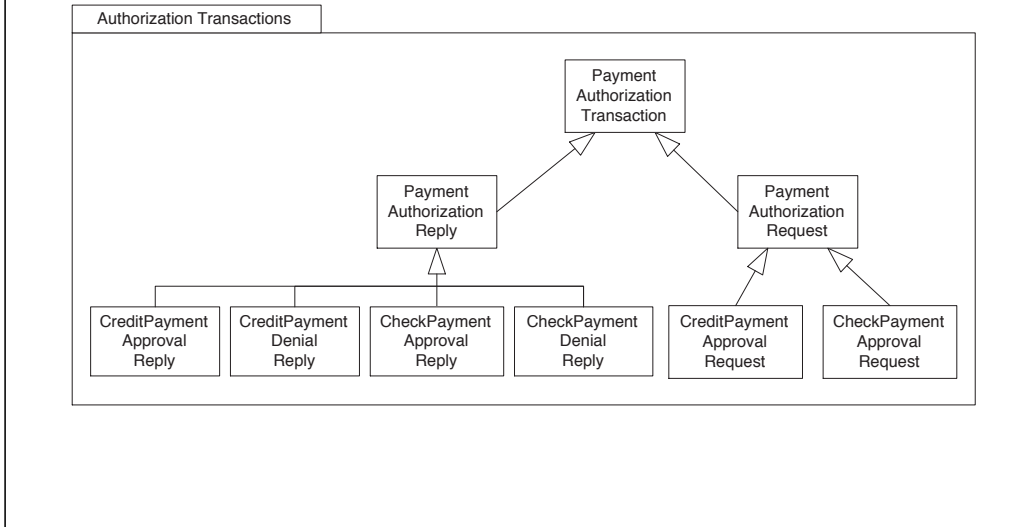 Authorization Transactions
Payment
Authorization
Transaction
Payment
Authorization
Reply
Payment
Authorization
Request
CreditPayment
Approval
Reply
CreditPayment
Denial
Reply
CheckPayment
Approval
Reply
CheckPayment
Denial
Reply
CreditPayment
Approval
Request
CheckPayment
Approval
Request